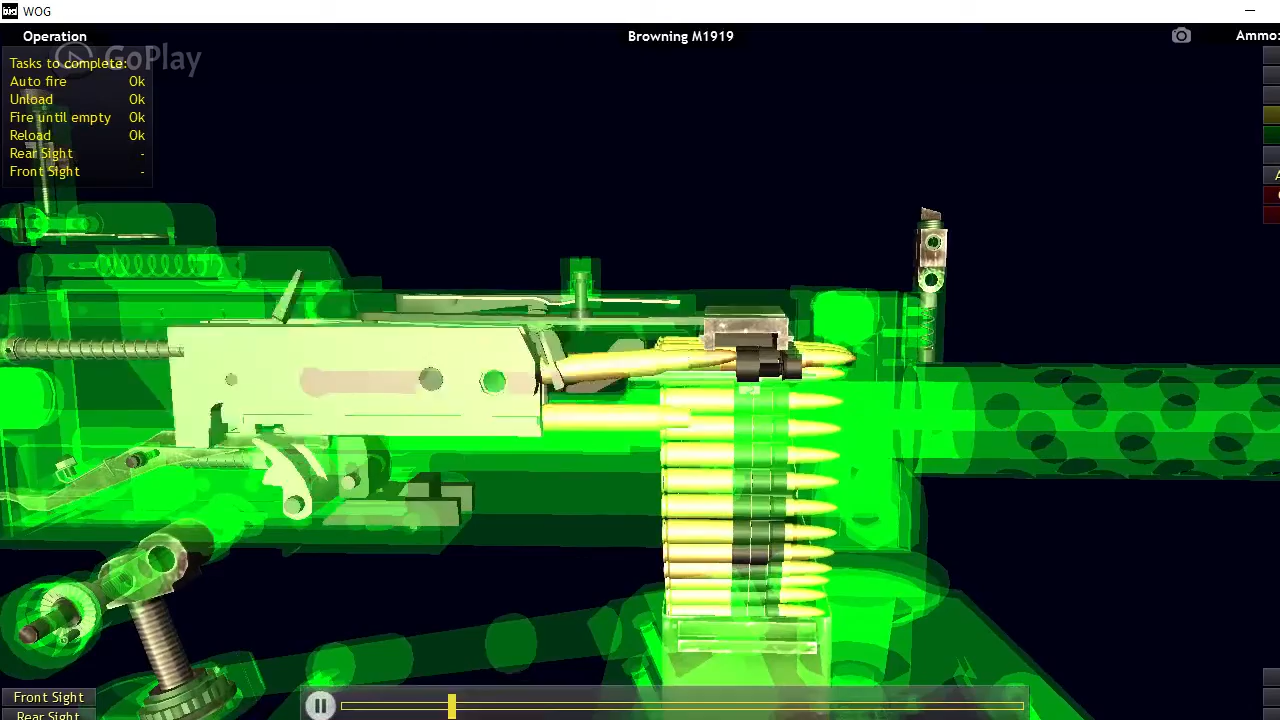 WOG
Operation
Browning M1919
Ammo:
GoPlay
Tasks to complete:
Auto fire Ok
Unload Ok
Fire until empty Ok
Reload Ok
Rear Sight -
Front Sight -
Front Sight
Rear Sight